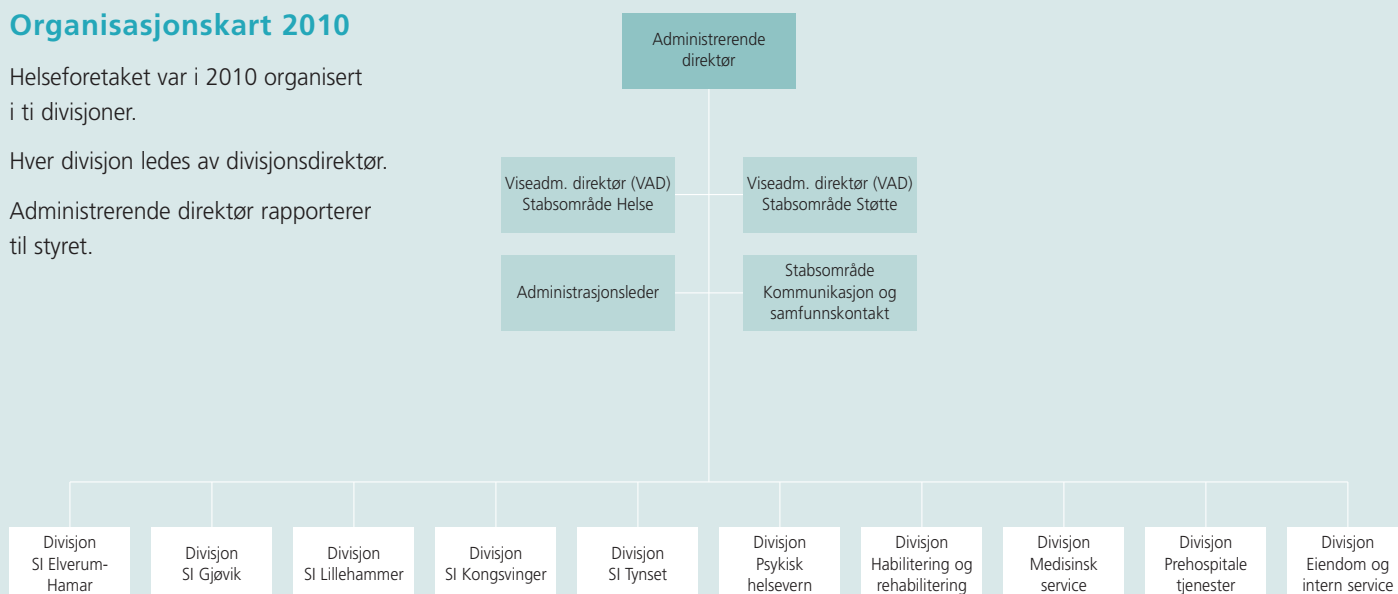 Organisasjonskart 2010
Helseforetaket var i 2010 organisert
i ti divisjoner.
Hver divisjon ledes av divisjonsdirektør.
Administrerende direktør rapporterer
til styret.
Administrerende
direktør
Viseadm. direktør (VAD)
Stabsområde Helse
Viseadm. direktør (VAD)
Stabsområde Støtte
Administrasjonsleder
Stabsområde
Kommunikasjon og
samfunnskontakt
Divisjon
SI Elverum-
Hamar
Divisjon
SI Gjøvik
Divisjon
SI Lillehammer
Divisjon
SI Kongsvinger
Divisjon
SI Tynset
Divisjon
Psykisk
helsevern
Divisjon
Habilitering og
rehabilitering
Divisjon
Medisinsk
service
Divisjon
Prehospitale
tjenester
Divisjon
Eiendom og
intern service